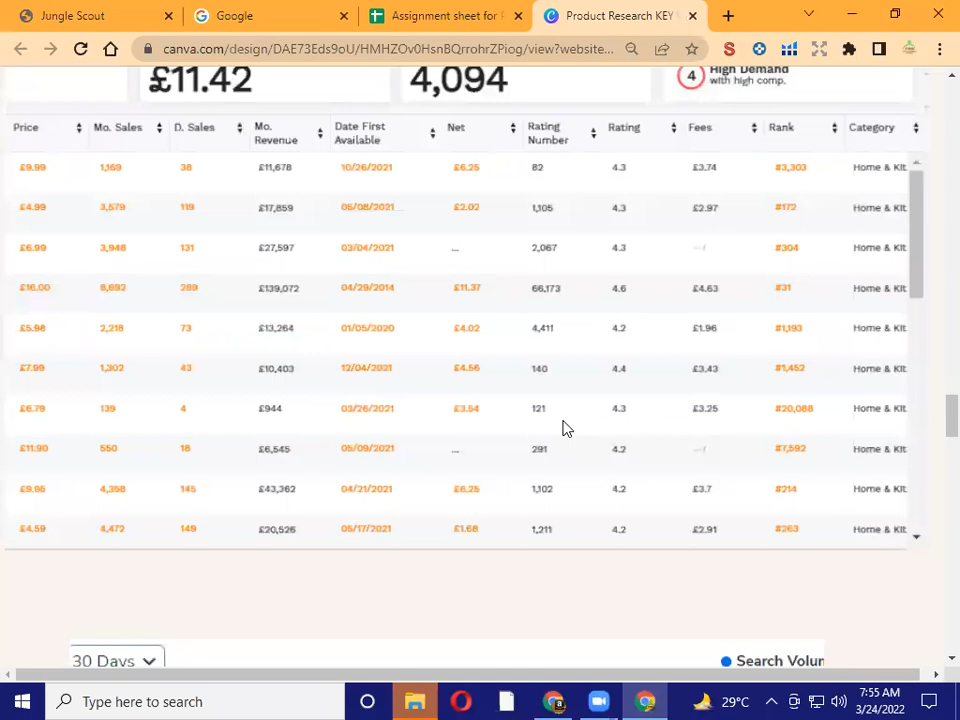 Jungle Scout
Google
Assignment sheet for
Product Research KEY
canva.com/design/DAE73Eds9oU/HMHZOv0HsnBQrrohrZPiog/view?website...
£11.42
4,094
4
High Demand
with high comp.
Price Mo. Sales D. Sales Mo. Revenue Date First Available Net Rating Number Rating Fees Rank Category
£9.99 1,169 38 £11,678 10/26/2021 £6.25 82 4.3 £3.74 #3,303 Home & Kit
£4.99 3,579 119 £17,859 05/08/2021 £2.02 1,105 4.3 £2.97 #172 Home & Kit
£6.99 3,948 131 £27,597 03/04/2021 ... 2,067 4.3 #304 Home & Kit
£16.00 8,692 289 £139,072 04/29/2014 £11.37 66,173 4.6 £4.63 #31 Home & Kit
£5.98 2,218 73 £13,264 01/05/2020 £4.02 4,411 4.2 £1.96 #1,193 Home & Kit
£7.99 1,302 43 £10,403 12/04/2021 £4.56 140 4.4 £3.43 #1,452 Home & Kit
£6.79 139 4 £944 03/26/2021 £3.54 121 4.3 £3.25 #20,088 Home & Kit
£11.90 550 18 £6,545 05/09/2021 ... 291 4.2 #7,592 Home & Kit
£9.95 4,358 145 £43,362 04/21/2021 £6.25 1,102 4.2 £3.7 #214 Home & Kit
£4.59 4,472 149 £20,526 05/17/2021 £1.68 1,211 4.2 £2.91 #263 Home & Kit
30 Days
Search Volur
Type here to search
29°C
7:55 AM
3/24/2022